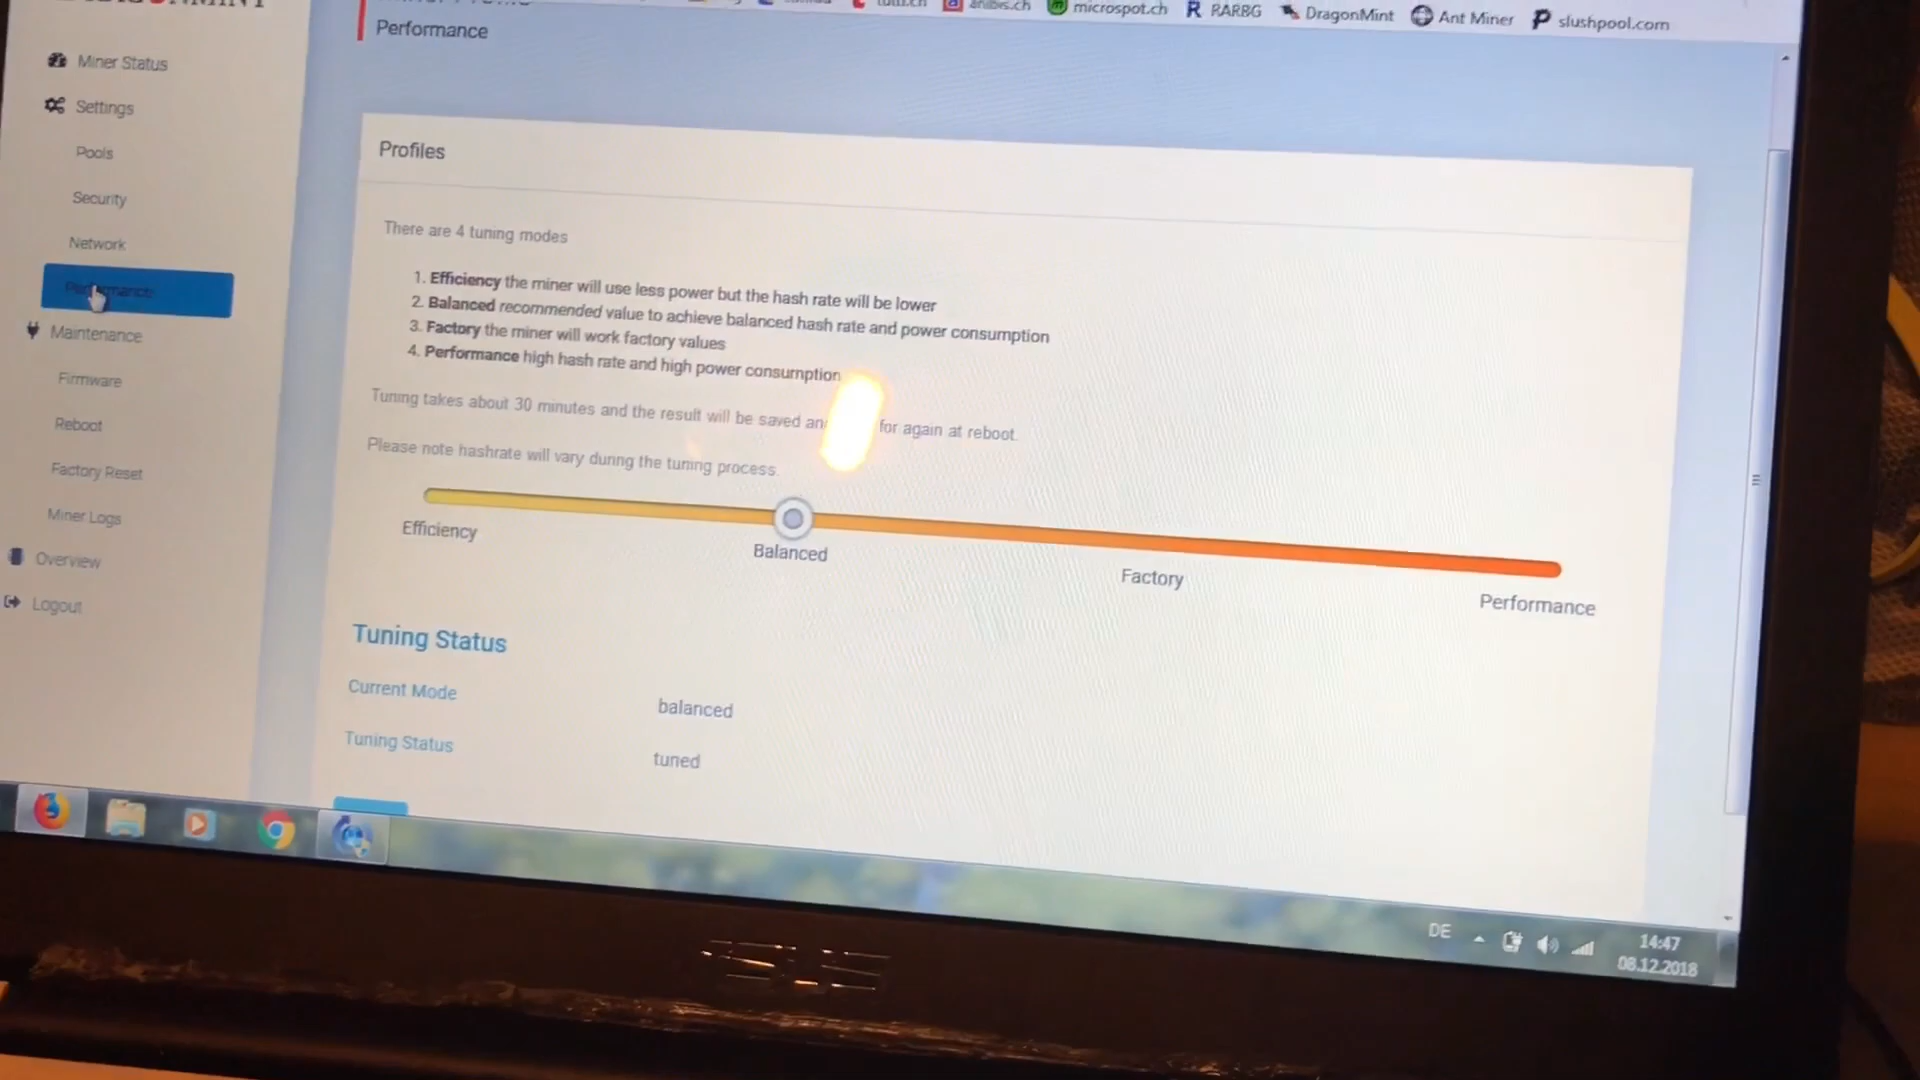 microspot.ch
RARBG
DragonMint
Ant Miner
slushpool.com
Performance
Miner Status
Settings
Pools
Security
Network
Performance
Maintenance
Firmware
Reboot
Factory Reset
Miner Logs
Overview
Logout
Profiles
There are 4 tuning modes
1. Efficiency the miner will use less power but the hash rate will be lower
2. Balanced recommended value to achieve balanced hash rate and power consumption
3. Factory the miner will work factory values
4. Performance high hash rate and high power consumption
Tuning takes about 30 minutes and the result will be saved for again at reboot.
Please note hashrate will vary during the tuning process.
Efficiency
Balanced
Factory
Performance
Tuning Status
Current Mode
balanced
Tuning Status
tuned
DE
14:47
08.12.2018